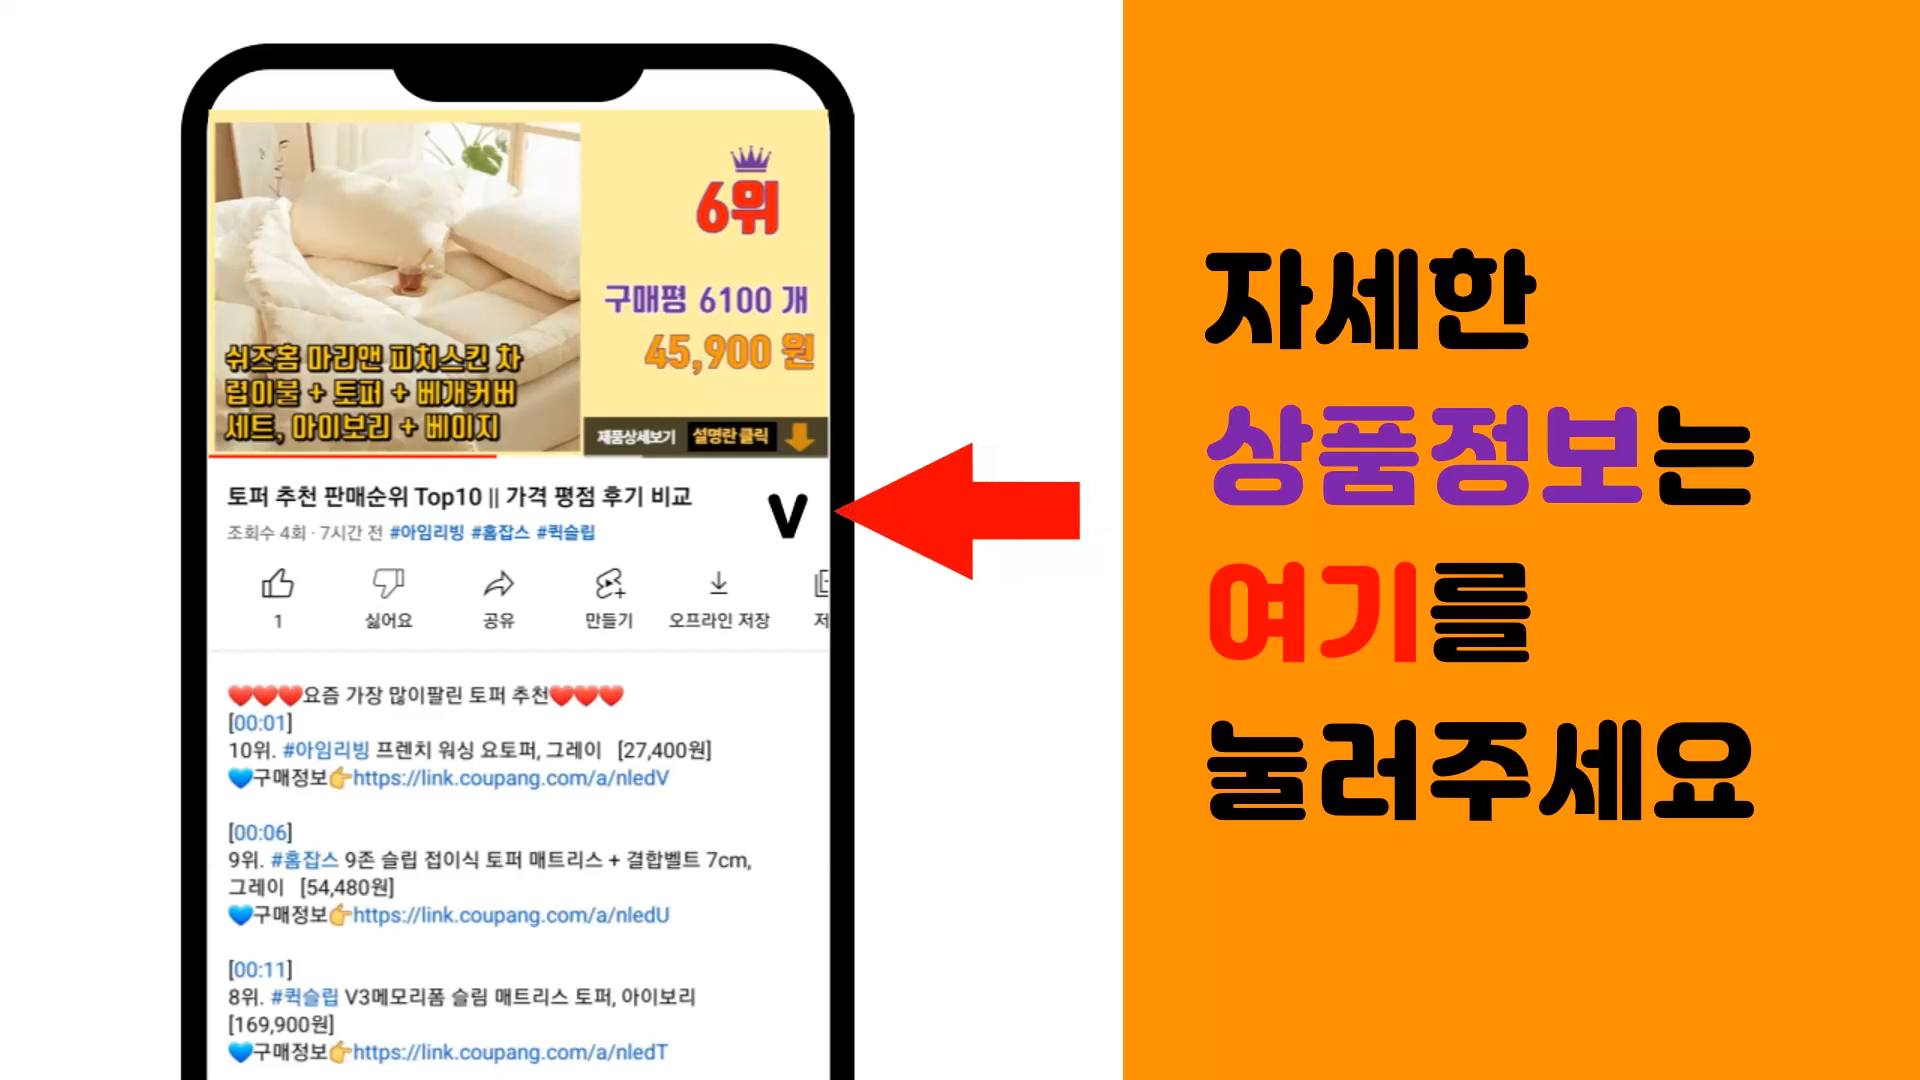 6위
구매평 6100 개
45,900 원
쉬즈홈 마리앤 피치스킨 차
렵이불 + 토퍼 + 베개커버
세트, 아이보리 + 베이지
제품상세보기 설명란 클릭
토퍼 추천 판매순위 Top10 || 가격 평점 후기 비교
V
조회수 4회 · 7시간 전 #아임리빙 #홈잡스 #퀵슬립
1 싫어요 공유 만들기 오프라인 저장 저
❤️❤️❤️요즘 가장 많이팔린 토퍼 추천❤️❤️❤️
[00:01]
10위. #아임리빙 프렌치 워싱 요토퍼, 그레이 [27,400원]
💙구매정보👉https://link.coupang.com/a/nledV
[00:06]
9위. #홈잡스 9존 슬립 접이식 토퍼 매트리스 + 결합벨트 7cm,
그레이 [54,480원]
💙구매정보👉https://link.coupang.com/a/nledU
[00:11]
8위. #퀵슬립 V3메모리폼 슬림 매트리스 토퍼, 아이보리
[169,900원]
💙구매정보👉https://link.coupang.com/a/nledT
자세한
상품정보는
여기를
눌러주세요